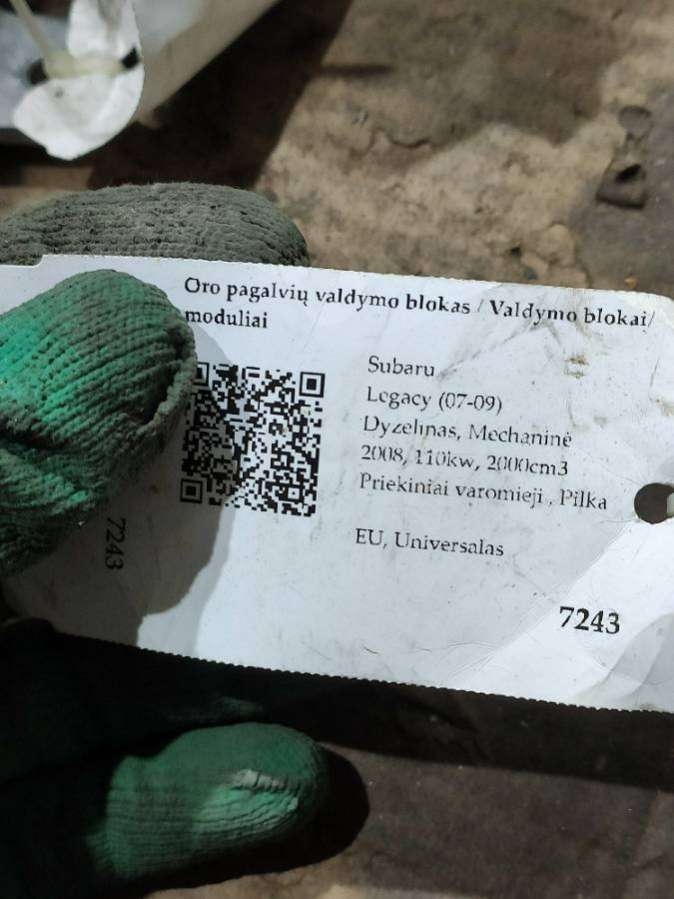 Oro pagalvių valdymo blokas / Valdymo blokai/
moduliai
Subaru
Legacy (07-09)
Dyzelinas, Mechaninė
2008, 110kw, 2000cm3
Priekiniai varomieji , Pilka
EU, Universalas
7243
7243